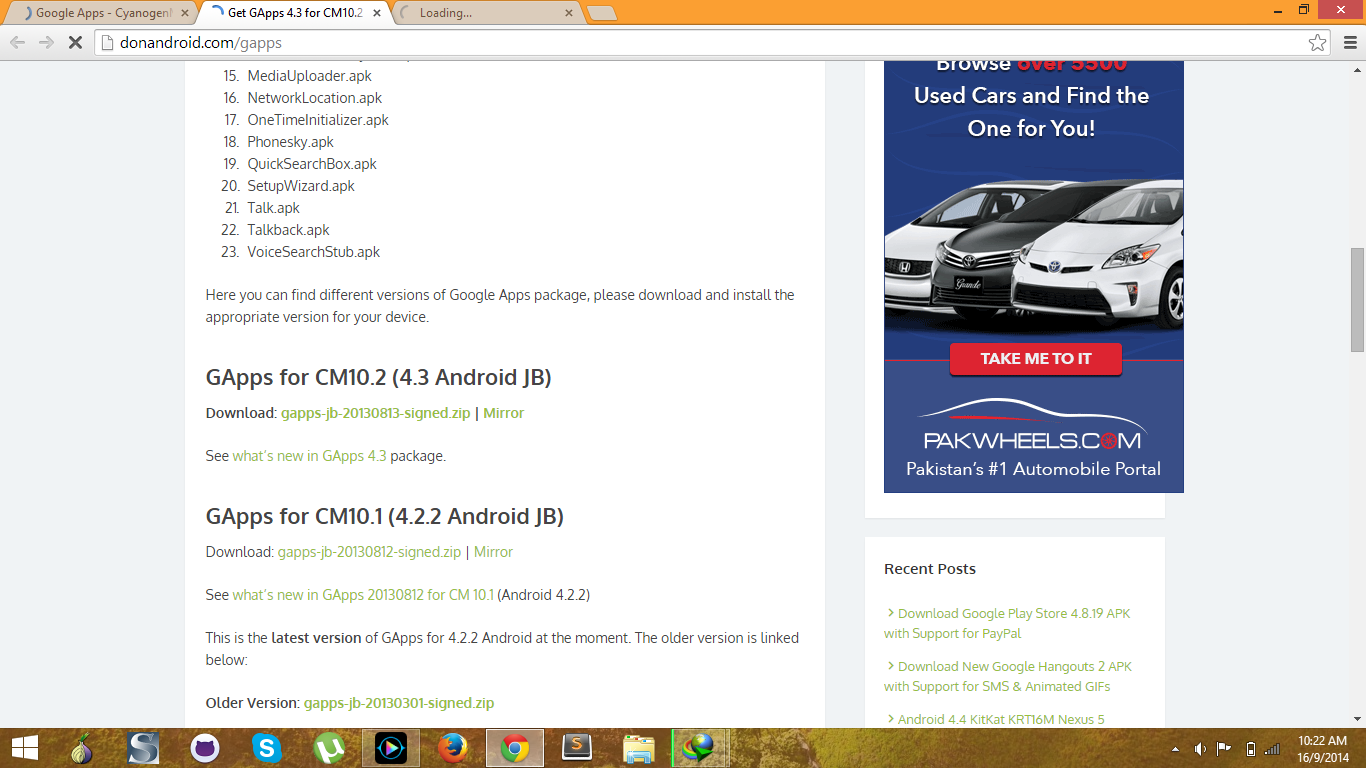 Google Apps - CyanogenM
Get GApps 4.3 for CM10.2
Loading...
donandroid.com/gapps
15. MediaUploader.apk
16. NetworkLocation.apk
17. OneTimeInitializer.apk
18. Phonesky.apk
19. QuickSearchBox.apk
20. SetupWizard.apk
21. Talk.apk
22. Talkback.apk
23. VoiceSearchStub.apk
Here you can find different versions of Google Apps package, please download and install the
appropriate version for your device.
GApps for CM10.2 (4.3 Android JB)
Download: gapps-jb-20130813-signed.zip | Mirror
See what's new in GApps 4.3 package.
GApps for CM10.1 (4.2.2 Android JB)
Download: gapps-jb-20130812-signed.zip | Mirror
See what's new in GApps 20130812 for CM 10.1 (Android 4.2.2)
This is the latest version of GApps for 4.2.2 Android at the moment. The older version is linked
below:
Older Version: gapps-jb-20130301-signed.zip
Browse over 5500
Used Cars and Find the
One for You!
Grande
TAKE ME TO IT
PAKWHEELS.COM
Pakistan's #1 Automobile Portal
Recent Posts
Download Google Play Store 4.8.19 APK
with Support for PayPal
Download New Google Hangouts 2 APK
with Support for SMS & Animated GIFs
Android 4.4 KitKat KRT16M Nexus 5
10:22 AM
16/9/2014